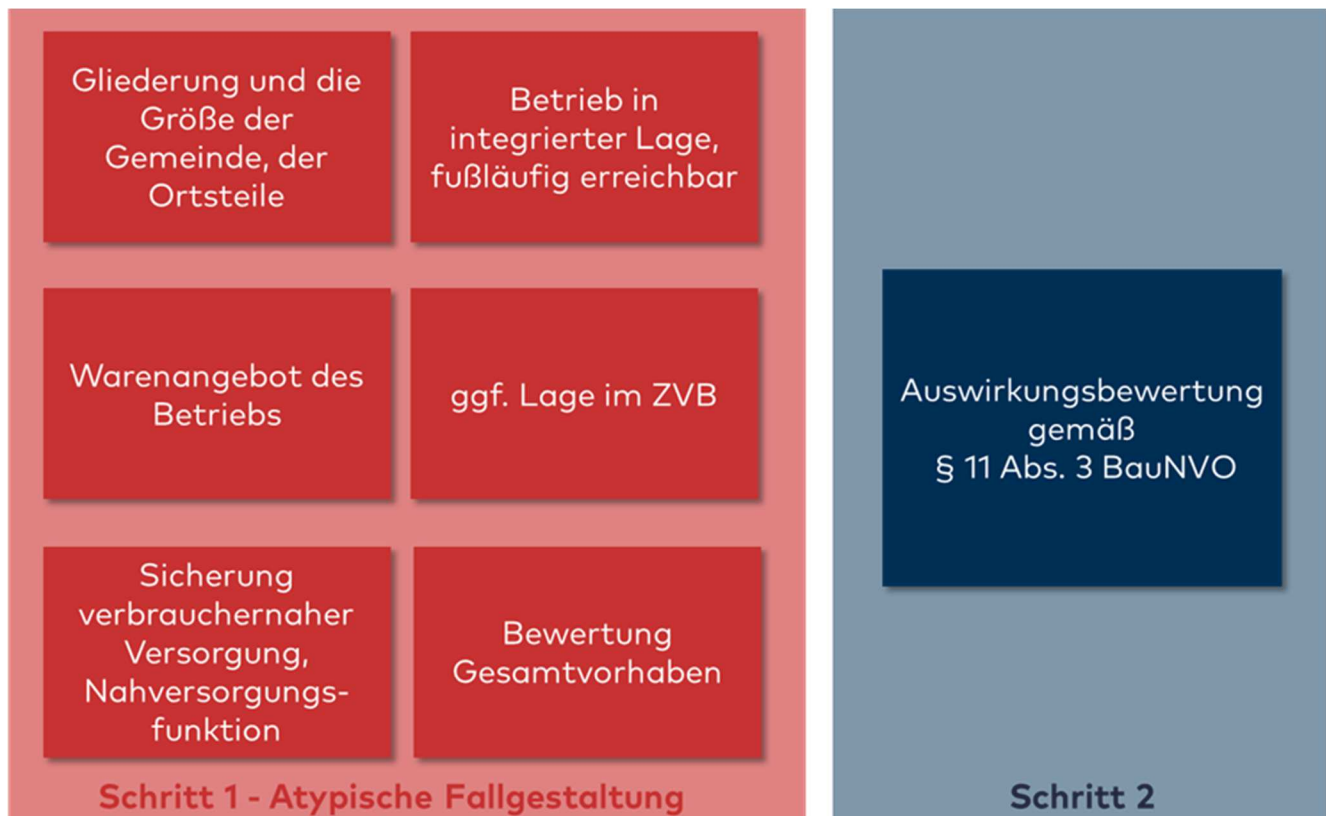 Gliederung und die
Größe der
Gemeinde, der
Ortsteile
Betrieb in
integrierter Lage,
fußläufig erreichbar
Warenangebot des
Betriebs
ggf. Lage im ZVB
Sicherung
verbrauchernaher
Versorgung,
Nahversorgungs-
funktion
Bewertung
Gesamtvorhaben
Schritt 1 - Atypische Fallgestaltung
Auswirkungsbewertung
gemäß
§ 11 Abs. 3 BauNVO
Schritt 2